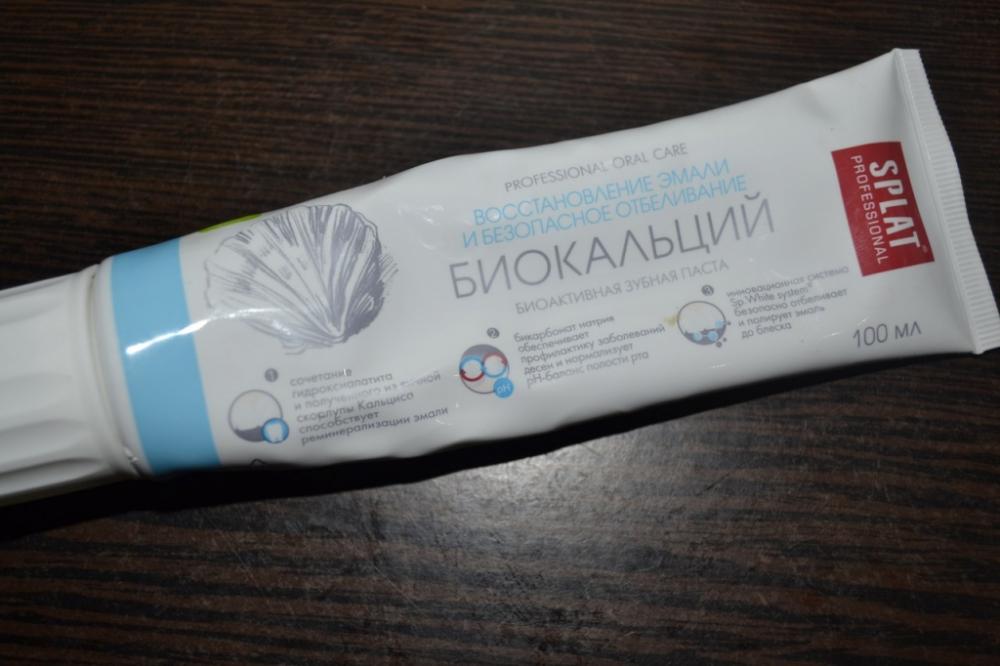 PROFESSIONAL ORAL CARE
ВОССТАНОВЛЕНИЕ ЭМАЛИ
И БЕЗОПАСНОЕ ОТБЕЛИВАНИЕ
БИОКАЛЬЦИЙ
БИОАКТИВНАЯ ЗУБНАЯ ПАСТА
1
сочетание
гидроксиапатита
и полученного из яичной
скорлупы Кальциса
способствует
реминерализации эмали
2
бикарбонат натрия
обеспечивает
профилактику заболеваний
десен и нормализует
pH-баланс полости рта
pH
3
инновационная система
Sp.White system®
безопасно отбеливает
и полирует эмаль
до блеска
100 МЛ
SPLAT®
PROFESSIONAL